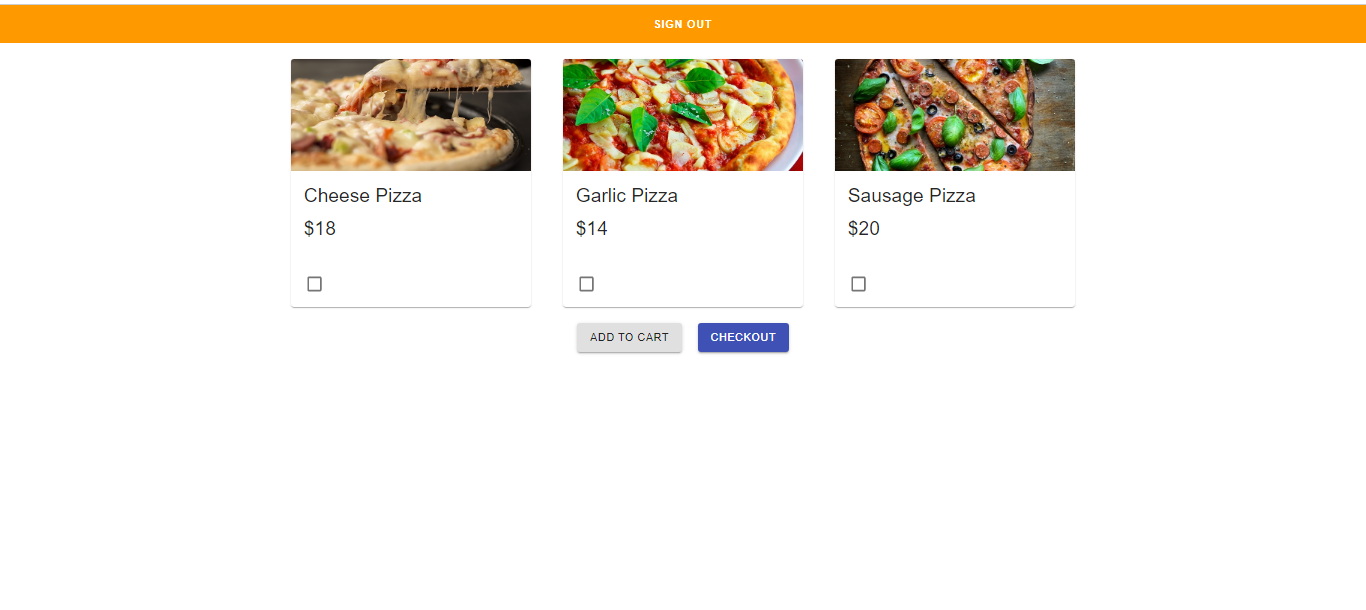 SIGN OUT
Cheese Pizza
$18
Garlic Pizza
$14
Sausage Pizza
$20
ADD TO CART
CHECKOUT